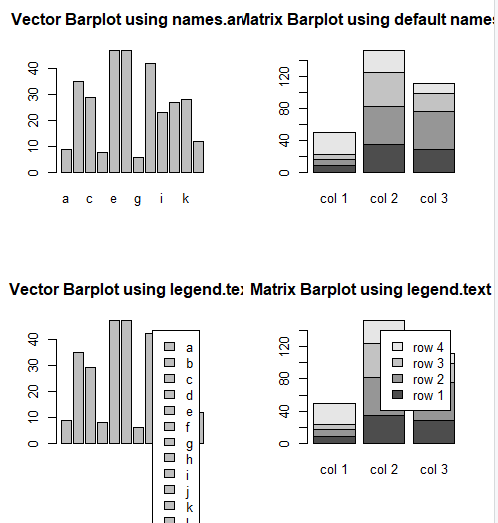 Vector Barplot using names.ar
Matrix Barplot using default names
40
30
20
10
0
a c e g i k
120
80
40
0
col 1 col 2 col 3
Vector Barplot using legend.te
Matrix Barplot using legend.text
40
30
20
10
0
a
b
c
d
e
f
g
h
i
j
k
120
80
40
0
row 4
row 3
row 2
row 1
col 1 col 2 col 3